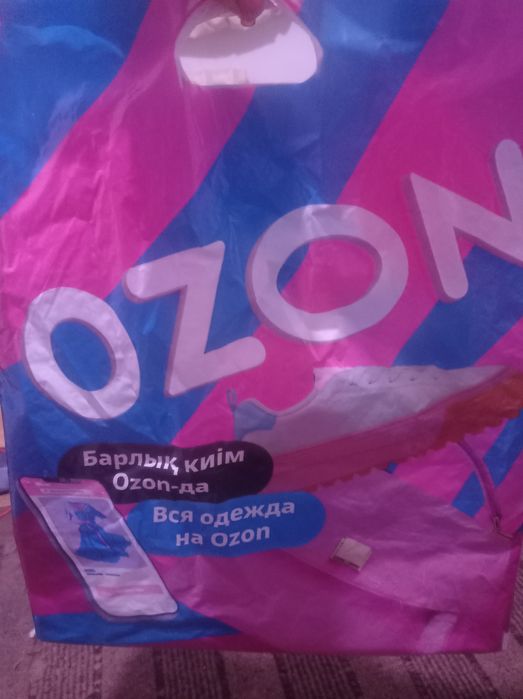 OZON
Барлық киім
Ozon-да
Вся одежда
на Ozon